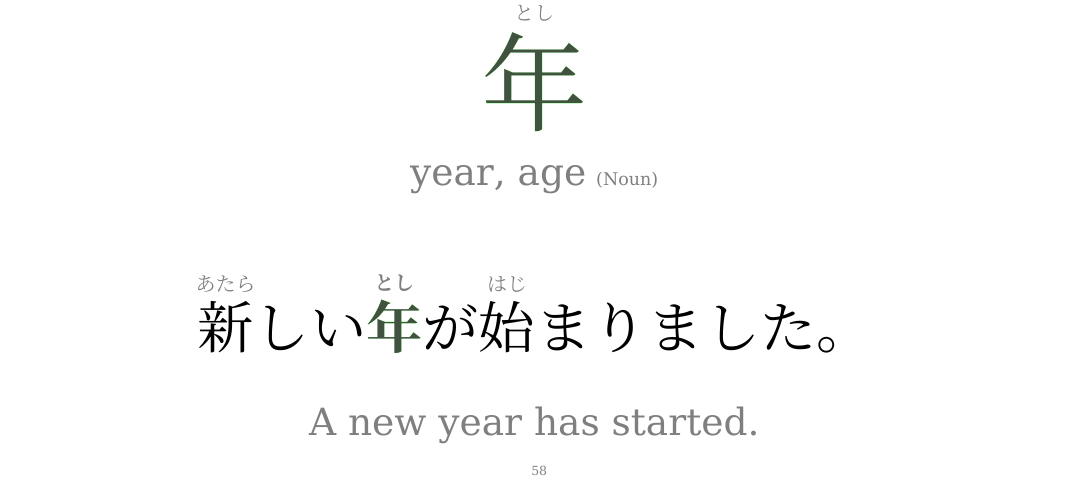 とし
年
year, age (Noun)
あたら とし はじ
新しい年が始まりました。
A new year has started.
58